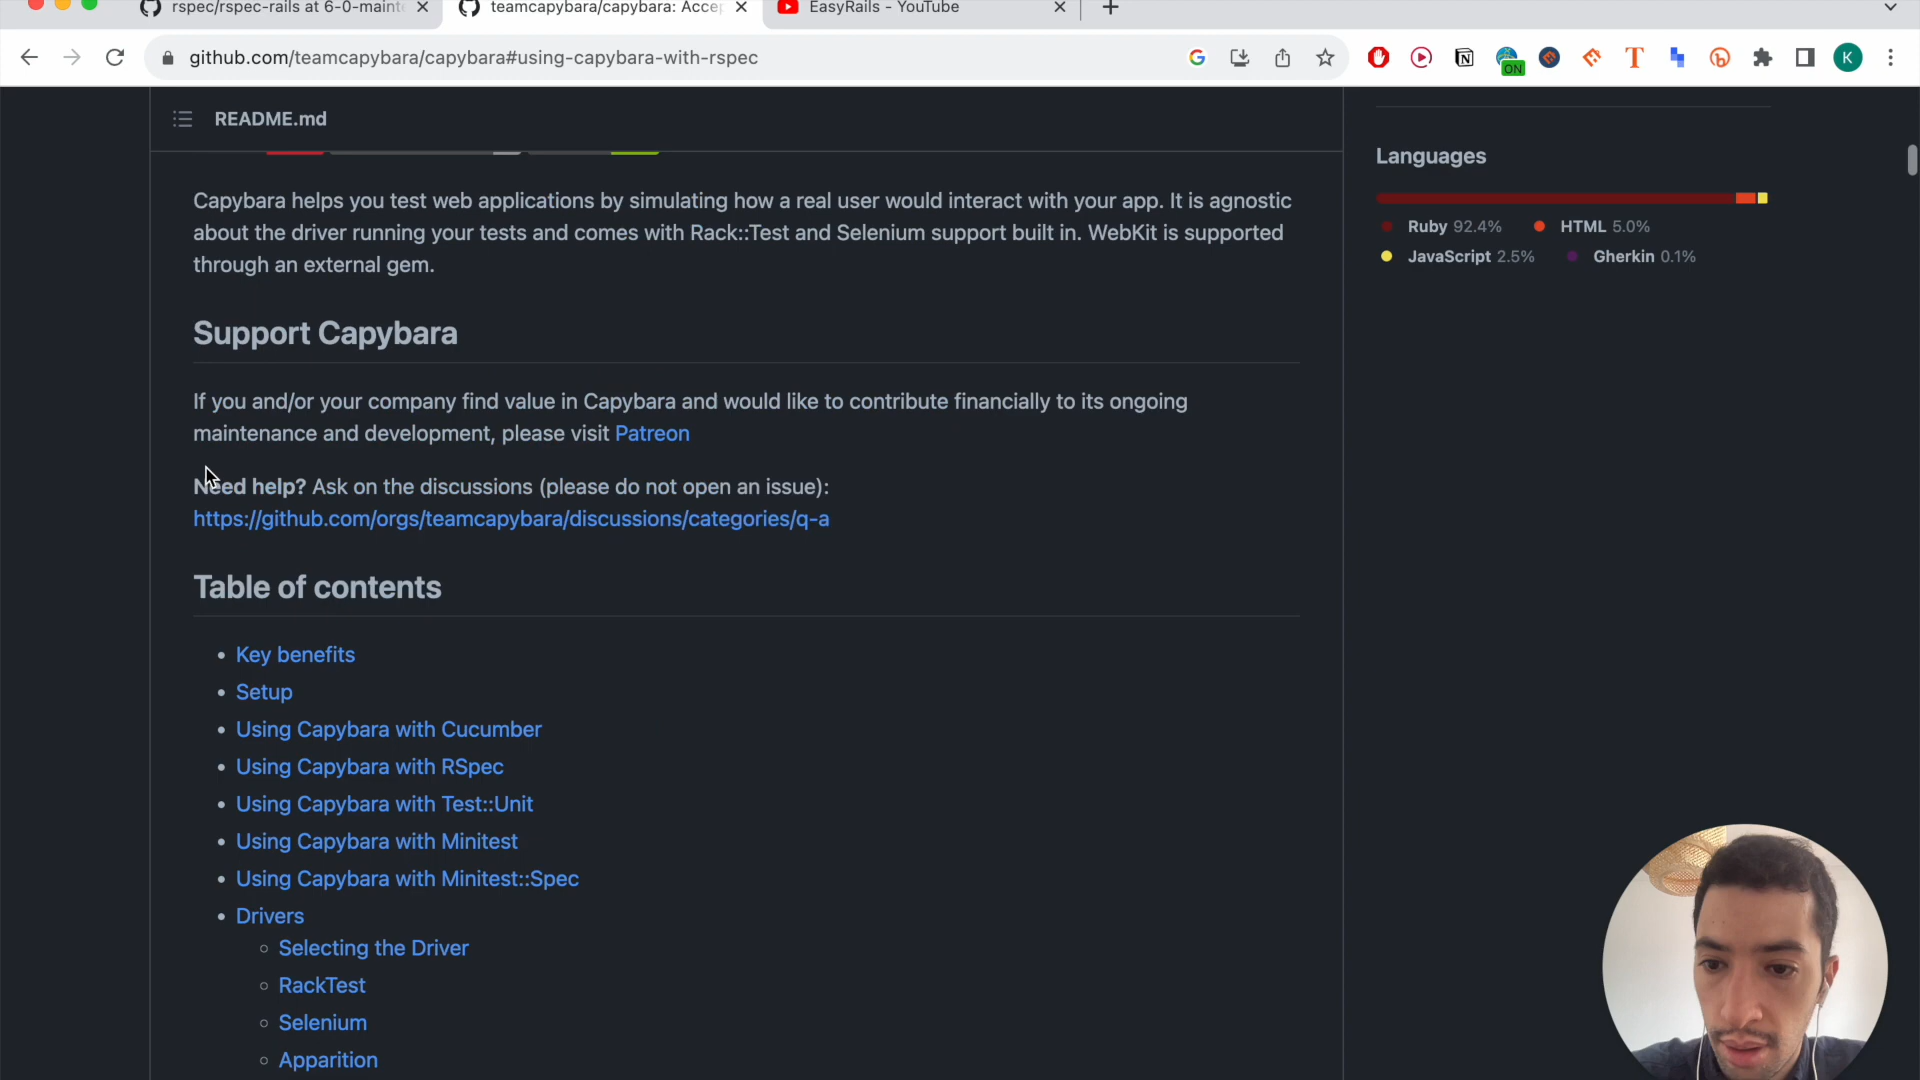 rspec/rspec-rails at 6-0-maint
teamcapybara/capybara: Accep
EasyRails - YouTube
github.com/teamcapybara/capybara#using-capybara-with-rspec
ON
T
K
README.md
Capybara helps you test web applications by simulating how a real user would interact with your app. It is agnostic
about the driver running your tests and comes with Rack::Test and Selenium support built in. WebKit is supported
through an external gem.
Support Capybara
If you and/or your company find value in Capybara and would like to contribute financially to its ongoing
maintenance and development, please visit Patreon
Need help? Ask on the discussions (please do not open an issue):
https://github.com/orgs/teamcapybara/discussions/categories/q-a
Table of contents
Key benefits
Setup
Using Capybara with Cucumber
Using Capybara with RSpec
Using Capybara with Test::Unit
Using Capybara with Minitest
Using Capybara with Minitest::Spec
Drivers
Selecting the Driver
RackTest
Selenium
Apparition
Languages
Ruby 92.4% HTML 5.0%
JavaScript 2.5% Gherkin 0.1%